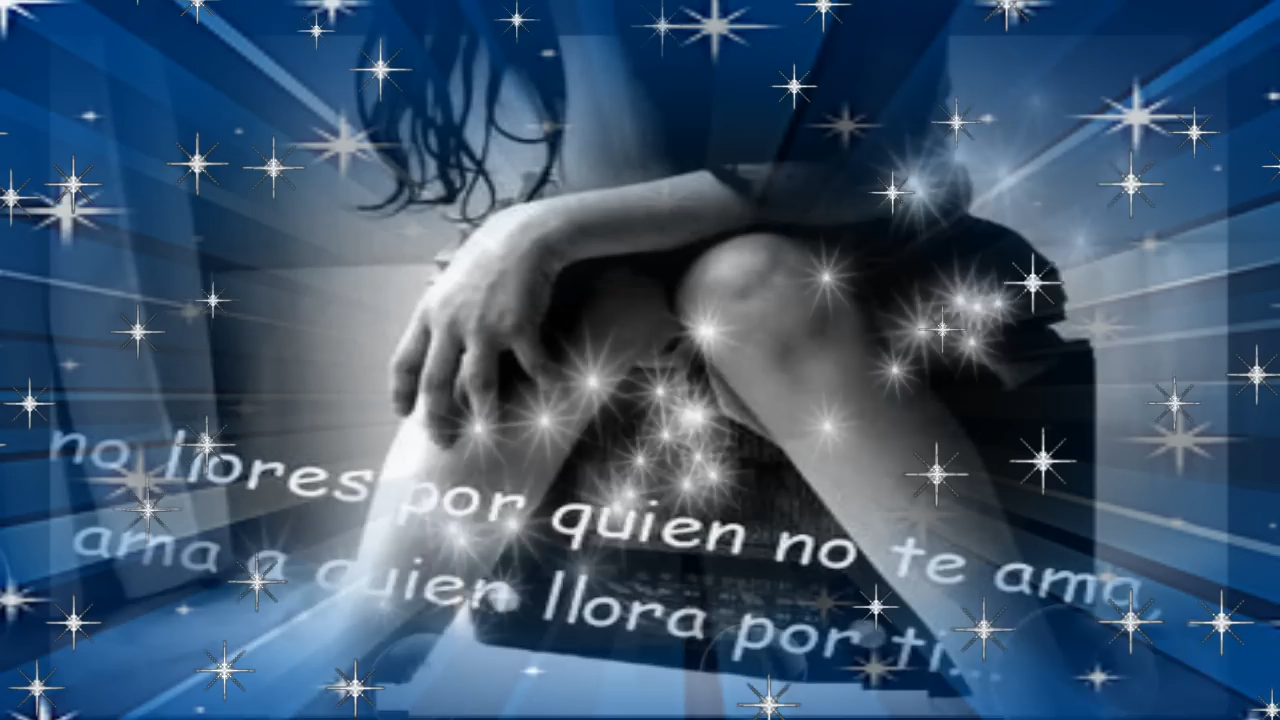 no llores por quien no te ama,
ama a quien llora por ti...